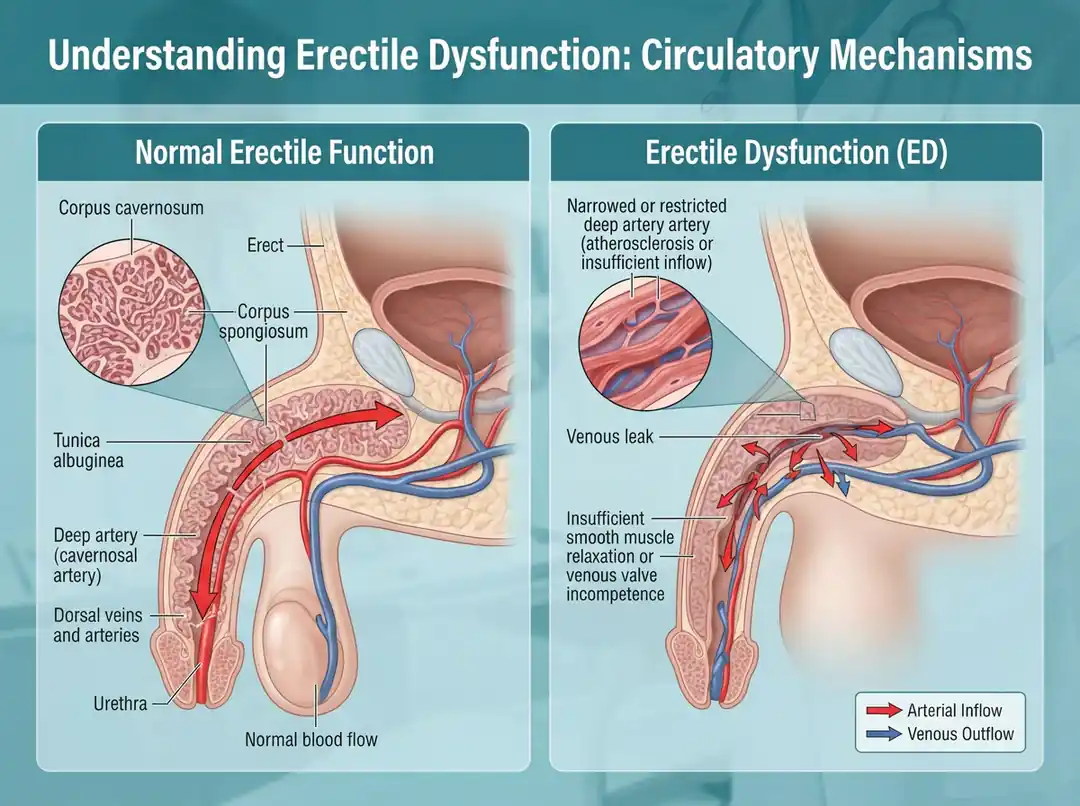 Understanding Erectile Dysfunction: Circulatory Mechanisms
Normal Erectile Function
Corpus cavernosum
Erect
Corpus
spongiosum
Tunica
albuginea
Deep artery
(cavernosal
artery)
Dorsal veins
and arteries
Urethra
Normal blood flow
Erectile Dysfunction (ED)
Narrowed or restricted
deep artery artery
(atherosclerosis or
insufficient inflow)
Venous leak
Insufficient
smooth muscle
relaxation or
venous valve
incompetence
Arterial Inflow
Venous Outflow